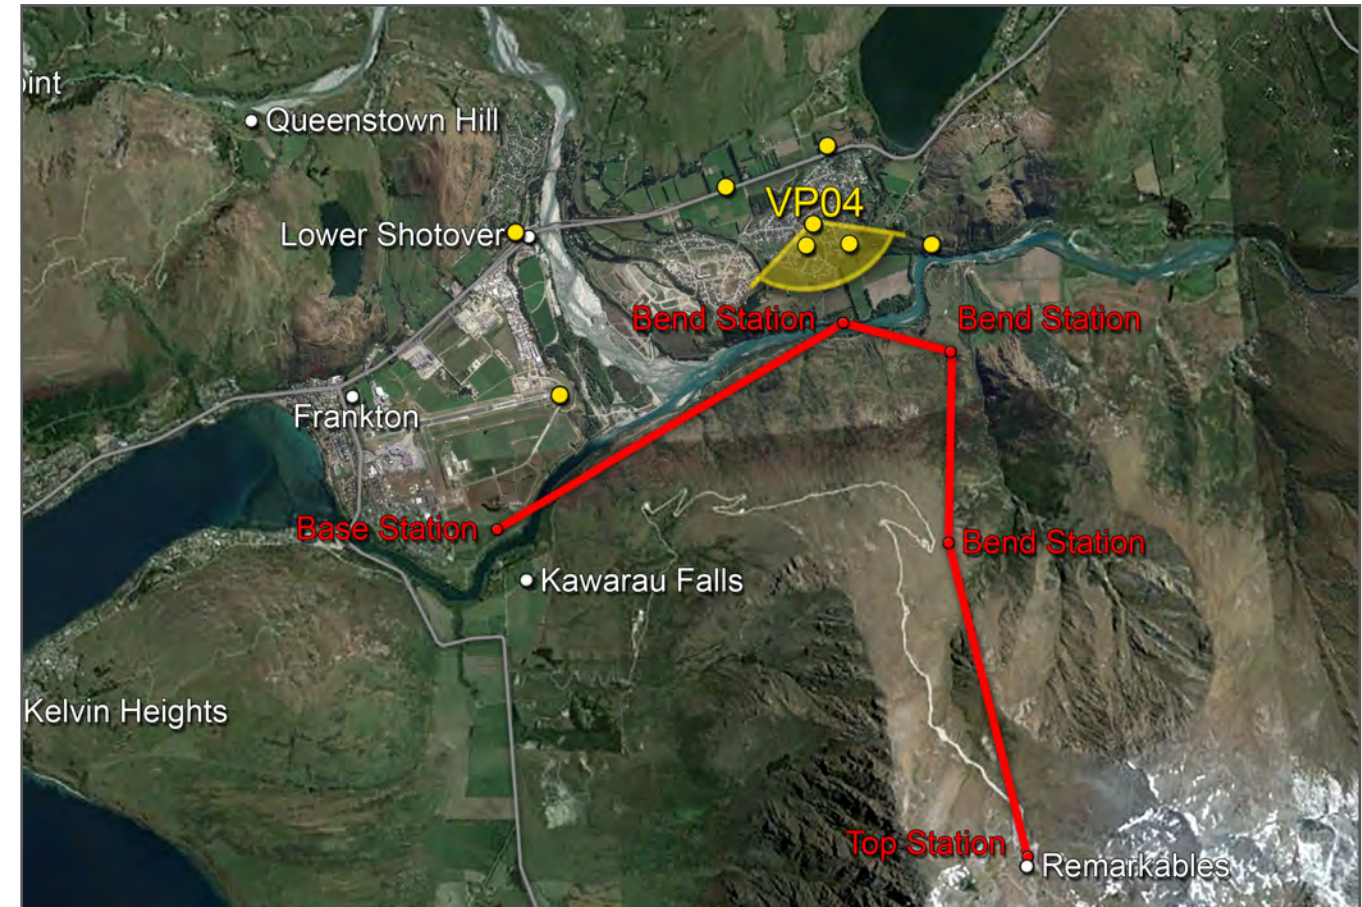 oint
Queenstown Hill
VP04
Lower Shotover
Bend Station
Bend Station
Frankton
Base Station
Bend Station
Kawarau Falls
Kelvin Heights
Top Station
Remarkables